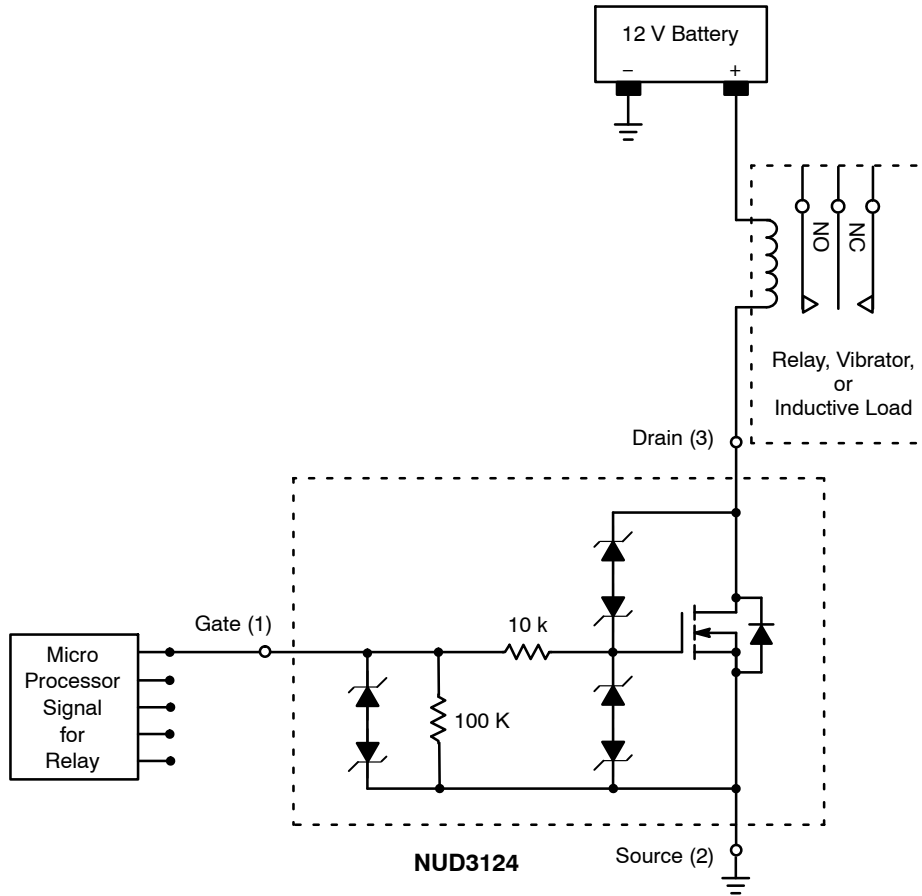 12 V Battery
− +
NO
NC
Relay, Vibrator,
or
Inductive Load
Drain (3)
Gate (1)
10 k
Micro
Processor
Signal
for
Relay
100 K
Source (2)
NUD3124